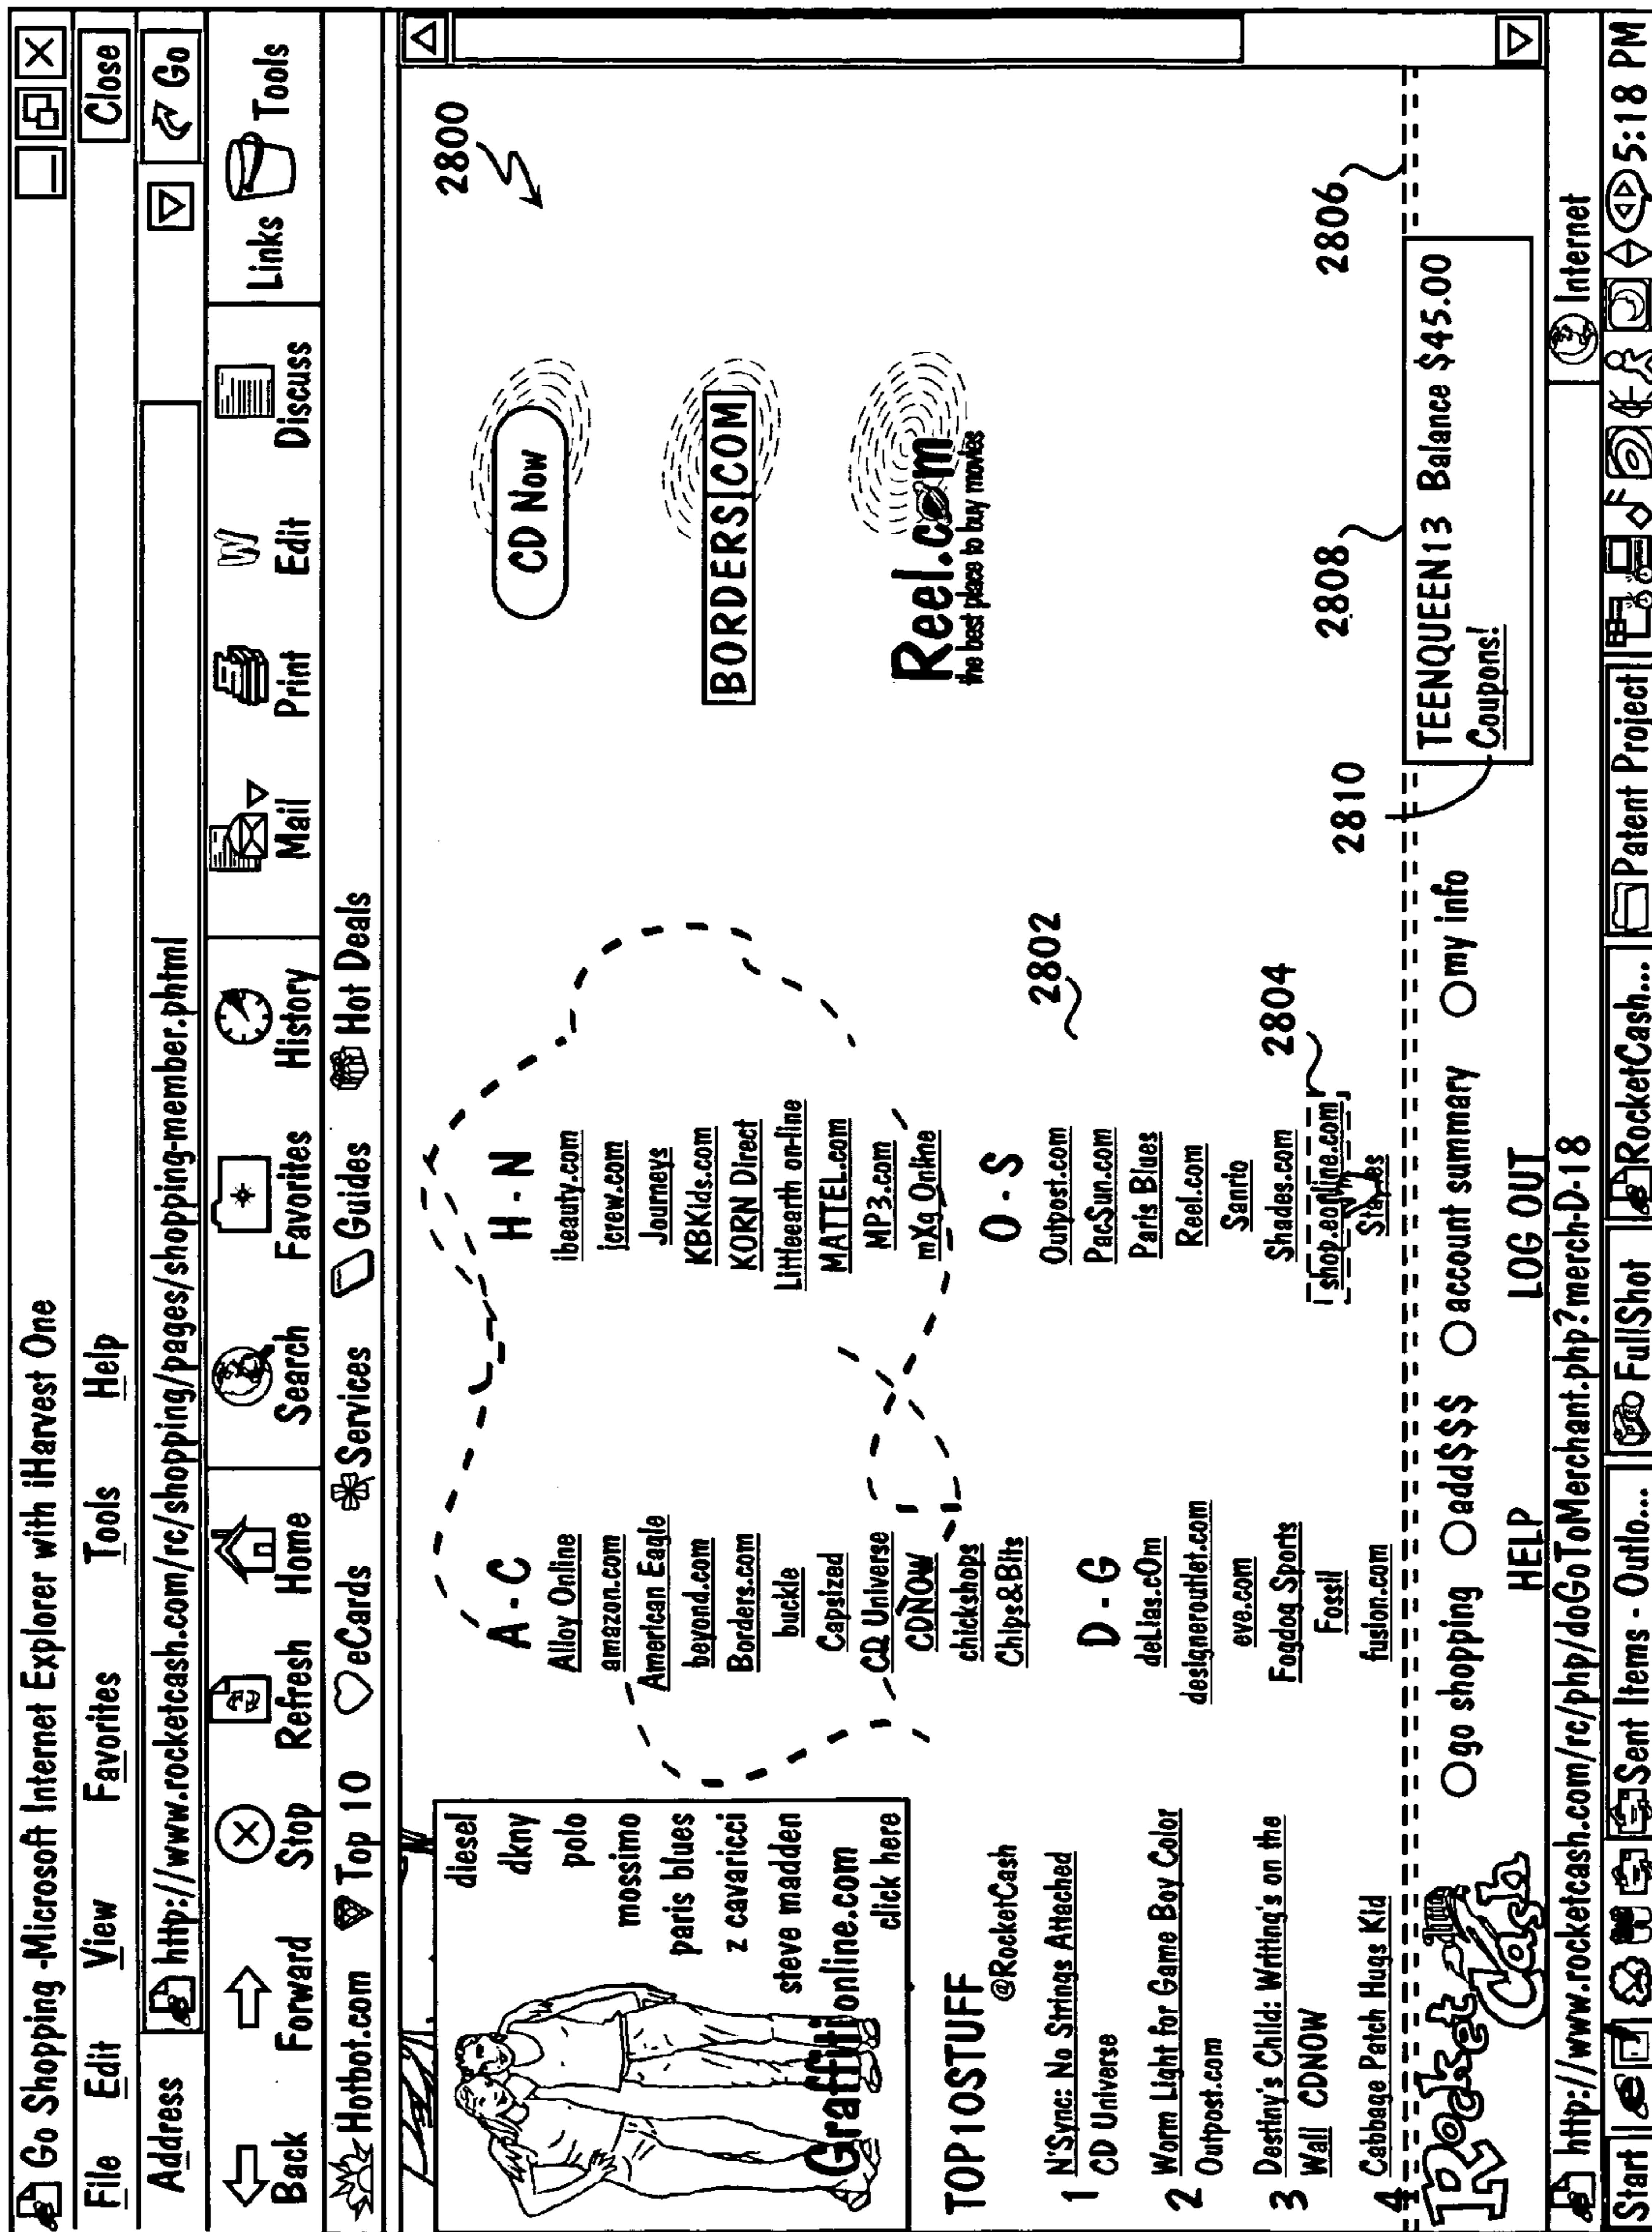 Go Shopping -Microsoft Internet Explorer with iHarvest One
File Edit View Favorites Tools Help Close
Address http://www.rocketcash.com/rc/shopping/pages/shopping-member.phtml Go
Back Forward Stop Refresh Home Search Favorites History Mail Print Edit Discuss Links Tools
Hotbot.com Top 10 eCards Services Guides Hot Deals
2800
diesel
dkny
polo
mossimo
paris blues
z cavaricci
steve madden
Graffitionline.com
click here
TOP10STUFF
@RocketCash
1 N'Sync: No Strings Attached
CD Universe
2 Worm Light for Game Boy Color
Outpost.com
3 Destiny's Child: Writing's on the
Wall CDNOW
4 Cabbage Patch Hugs Kid
A - C
Alloy Online
amazon.com
American Eagle
beyond.com
Borders.com
buckle
Capsized
CD Universe
CDNOW
chickshops
Chips&Bits
D - G
deLias.cOm
designeroutlet.com
eve.com
Fogdog Sports
Fossil
fusion.com
H - N
ibeauty.com
jcrew.com
Journeys
KBKids.com
KORN Direct
Littleearth on-line
MATTEL.com
MP3.com
mXg Online
O - S
Outpost.com
PacSun.com
Paris Blues
Reel.com
Sanrio
Shades.com
shop.eonline.com
Staples
2802
2804
CD Now
BORDERS COM
Reel.com
the best place to buy movies
2810
2808
2806
Rocket Cash
go shopping add$$$ account summary my info
HELP LOG OUT
TEENQUEEN13 Balance $45.00
Coupons!
http://www.rocketcash.com/rc/php/doGoToMerchant.php?merch-D-18 Internet
Start Sent Items - Outlo... FullShot RocketCash... Patent Project 5:18 PM